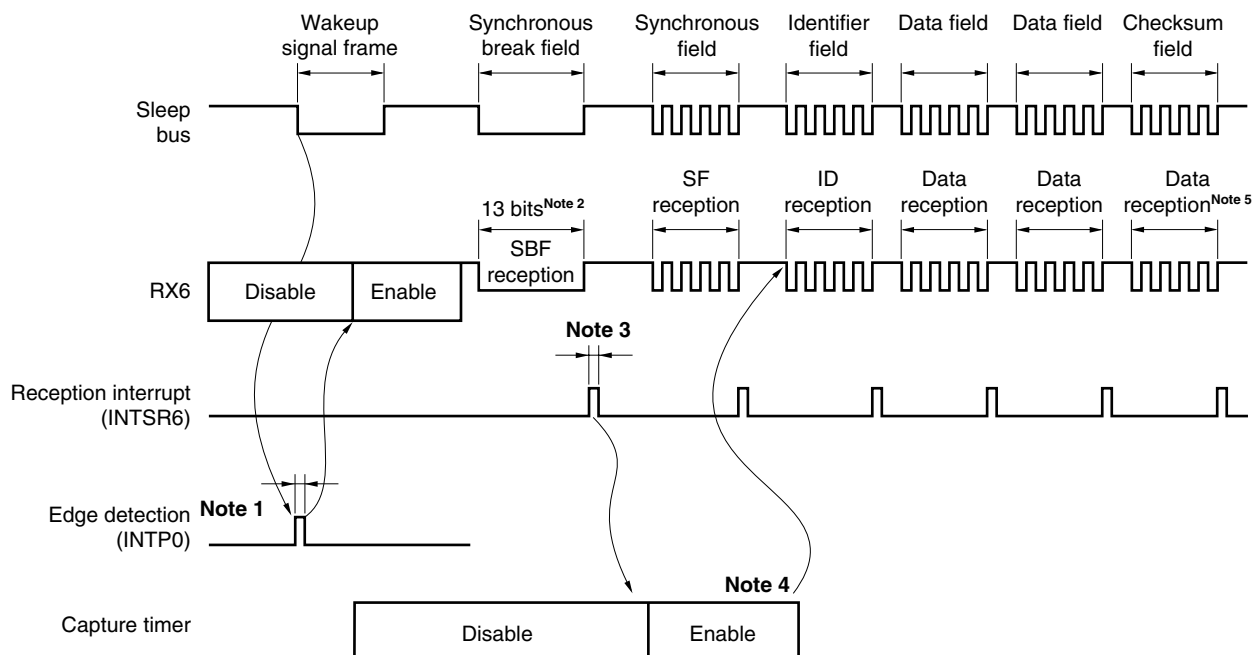 Wakeup
signal frame
Synchronous
break field
Synchronous
field
Identifier
field
Data field
Data field
Checksum
field
Sleep
bus
13 bits Note 2
SF
reception
ID
reception
Data
reception
Data
reception
Data
reception Note 5
SBF
reception
RX6
Disable
Enable
Note 3
Reception interrupt
(INTSR6)
Note 1
Edge detection
(INTP0)
Note 4
Capture timer
Disable
Enable